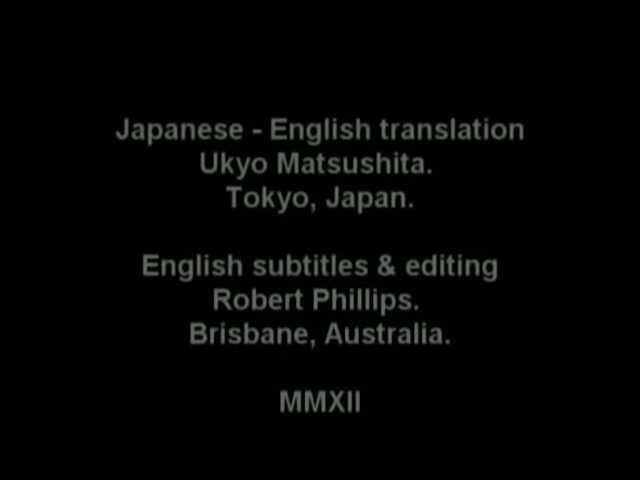 Japanese - English translation
Ukyo Matsushita.
Tokyo, Japan.
English subtitles & editing
Robert Phillips.
Brisbane, Australia.
MMXII